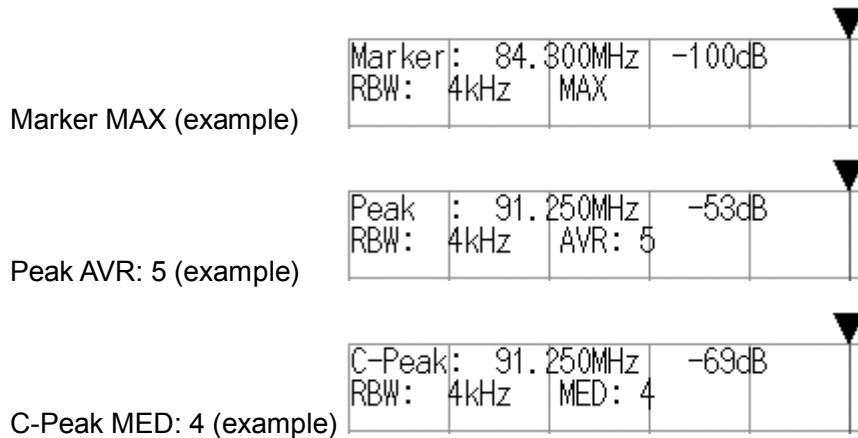 Marker: 84.300MHz -100dB
RBW: 4kHz MAX
Marker MAX (example)
Peak : 91.250MHz -53dB
RBW: 4kHz AVR: 5
Peak AVR: 5 (example)
C-Peak: 91.250MHz -69dB
RBW: 4kHz MED: 4
C-Peak MED: 4 (example)